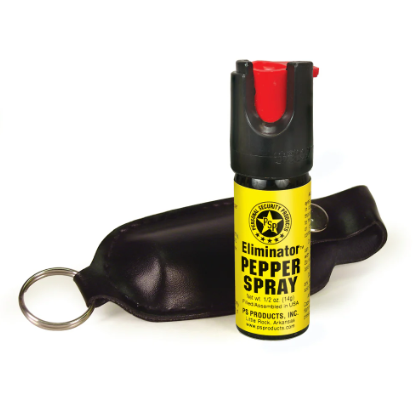 PERSONAL SECURITY PRODUCTS
PSP
Eliminator™
PEPPER
SPRAY
Net wt. 1/2 oz. (14g)
Filled/Assembled in USA
PS PRODUCTS, INC.
Little Rock, Arkansas
www.psproducts.com